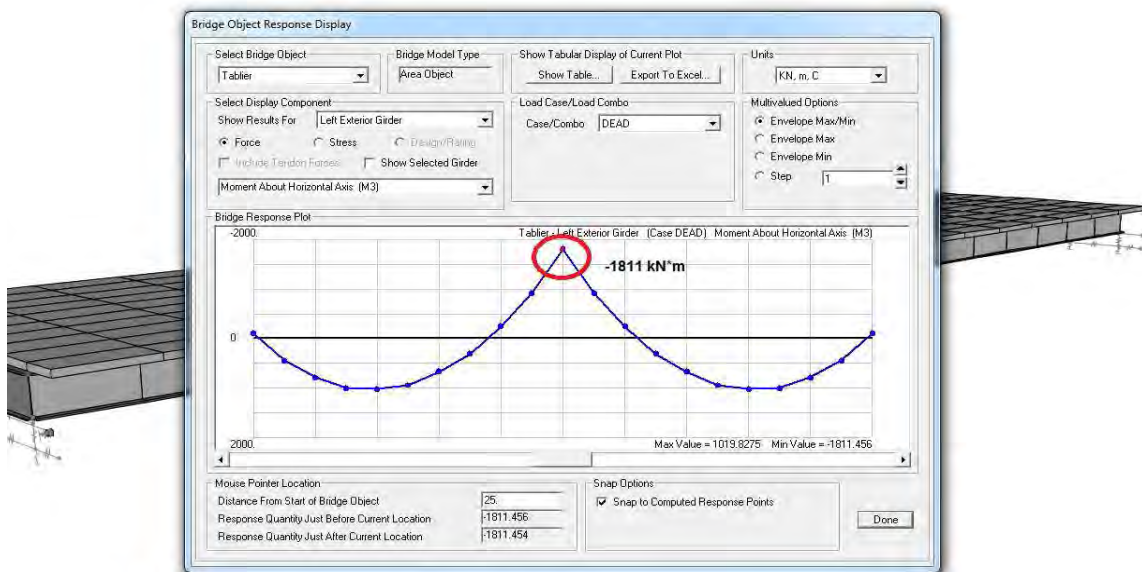 Bridge Object Response Display
Select Bridge Object
Tablier
Bridge Model Type
Area Object
Show Tabular Display of Current Plot
Show Table...
Export To Excel...
Units
KN, m, C
Select Display Component
Show Results For Left Exterior Girder
Force Stress Design/Rating
Include Tendon Forces Show Selected Girder
Moment About Horizontal Axis (M3)
Load Case/Load Combo
Case/Combo DEAD
Multivalued Options
Envelope Max/Min
Envelope Max
Envelope Min
Step 1
Bridge Response Plot
-2000.
Tablier - Left Exterior Girder (Case DEAD) Moment About Horizontal Axis (M3)
-1811 kN*m
0
2000.
Max Value = 1019.8275 Min Value = -1811.456
Mouse Pointer Location
Distance From Start of Bridge Object 25.
Response Quantity Just Before Current Location -1811.456
Response Quantity Just After Current Location -1811.454
Snap Options
Snap to Computed Response Points
Done